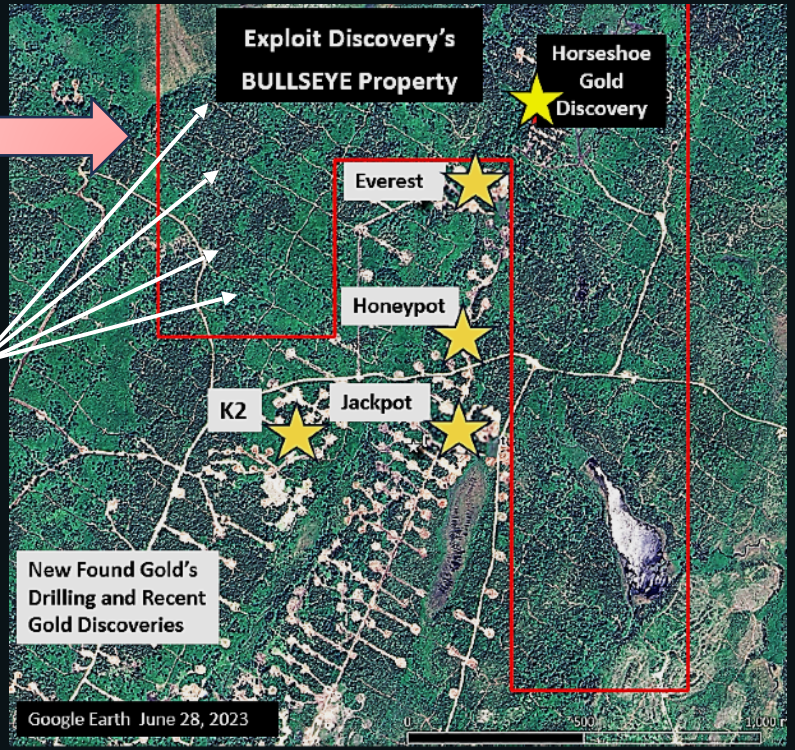 Exploit Discovery's
BULLSEYE Property
Horseshoe
Gold
Discovery
Everest
Honeypot
K2
Jackpot
New Found Gold's
Drilling and Recent
Gold Discoveries
Google Earth June 28, 2023
0
500
1,000